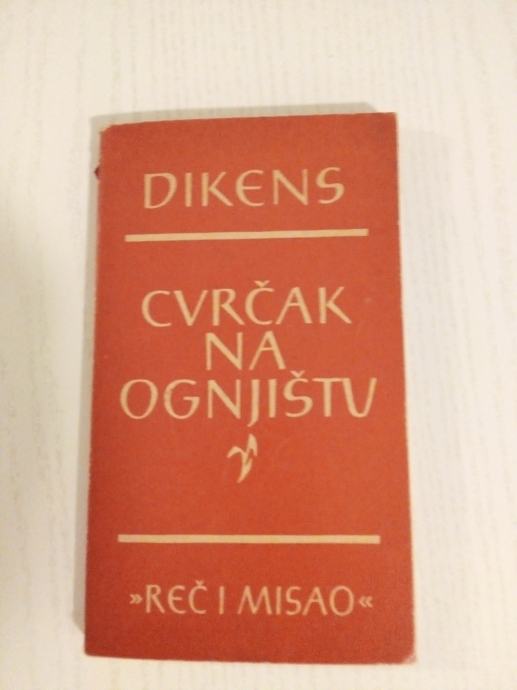 DIKENS
CVRČAK
NA
OGNJIŠTU
»REČ I MISAO«